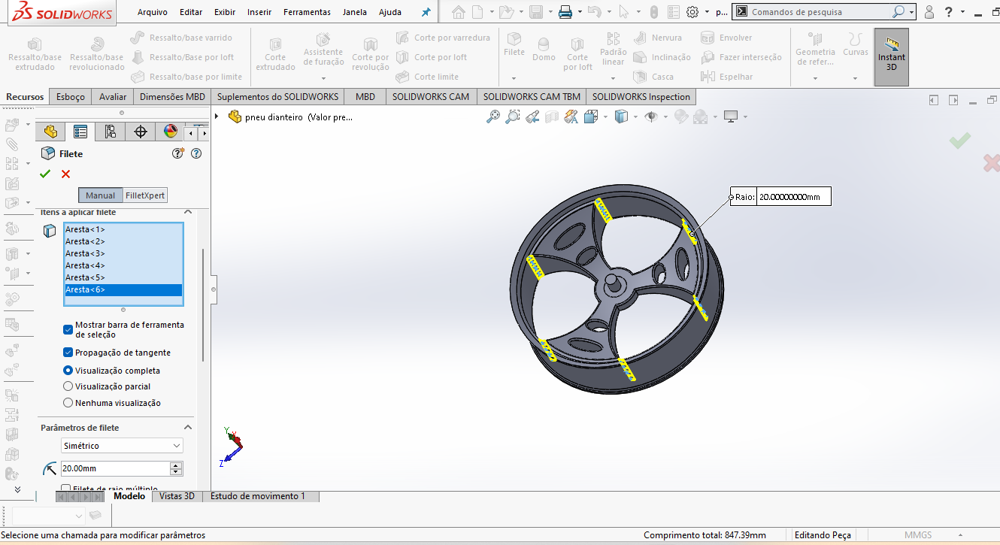 SOLIDWORKS
Arquivo Editar Exibir Inserir Ferramentas Janela Ajuda
p...
Comandos de pesquisa
?
Ressalto/base extrudado
Ressalto/base revolucionado
Ressalto/base varrido
Ressalto/Base por loft
Ressalto/base por limite
Corte extrudado
Assistente de furação
Corte por revolução
Corte por varredura
Corte por loft
Corte limite
Filete
Domo
Corte por loft
Padrão linear
Nervura
Inclinação
Casca
Envolver
Fazer interseção
Espelhar
Geometria de refer...
Curvas
Instant 3D
Recursos Esboço Avaliar Dimensões MBD Suplementos do SOLIDWORKS MBD SOLIDWORKS CAM SOLIDWORKS CAM TBM SOLIDWORKS Inspection
pneu dianteiro (Valor pre...
Filete
Manual FilletXpert
Itens a aplicar filete
Aresta<1>
Aresta<2>
Aresta<3>
Aresta<4>
Aresta<5>
Aresta<6>
Mostrar barra de ferramenta
de seleção
Propagação de tangente
Visualização completa
Visualização parcial
Nenhuma visualização
Parâmetros de filete
Simétrico
20.00mm
Filete de raio múltiplo
Raio: 20.00000000mm
Y
X
Z
Modelo Vistas 3D Estudo de movimento 1
Selecione uma chamada para modificar parâmetros
Comprimento total: 847.39mm Editando Peça MMGS